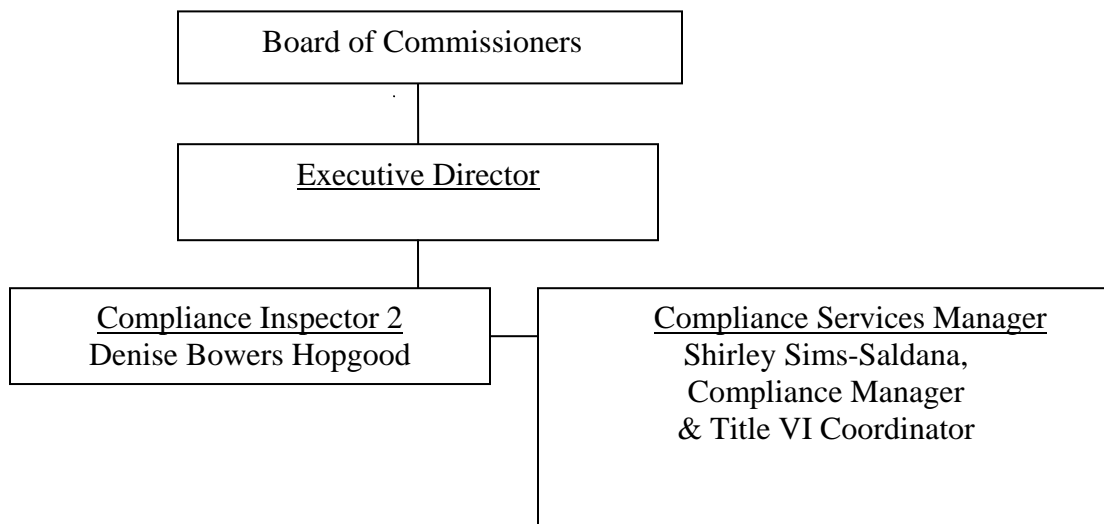 Board of Commissioners
Executive Director
Compliance Inspector 2
Denise Bowers Hopgood
Compliance Services Manager
Shirley Sims-Saldana,
Compliance Manager
& Title VI Coordinator